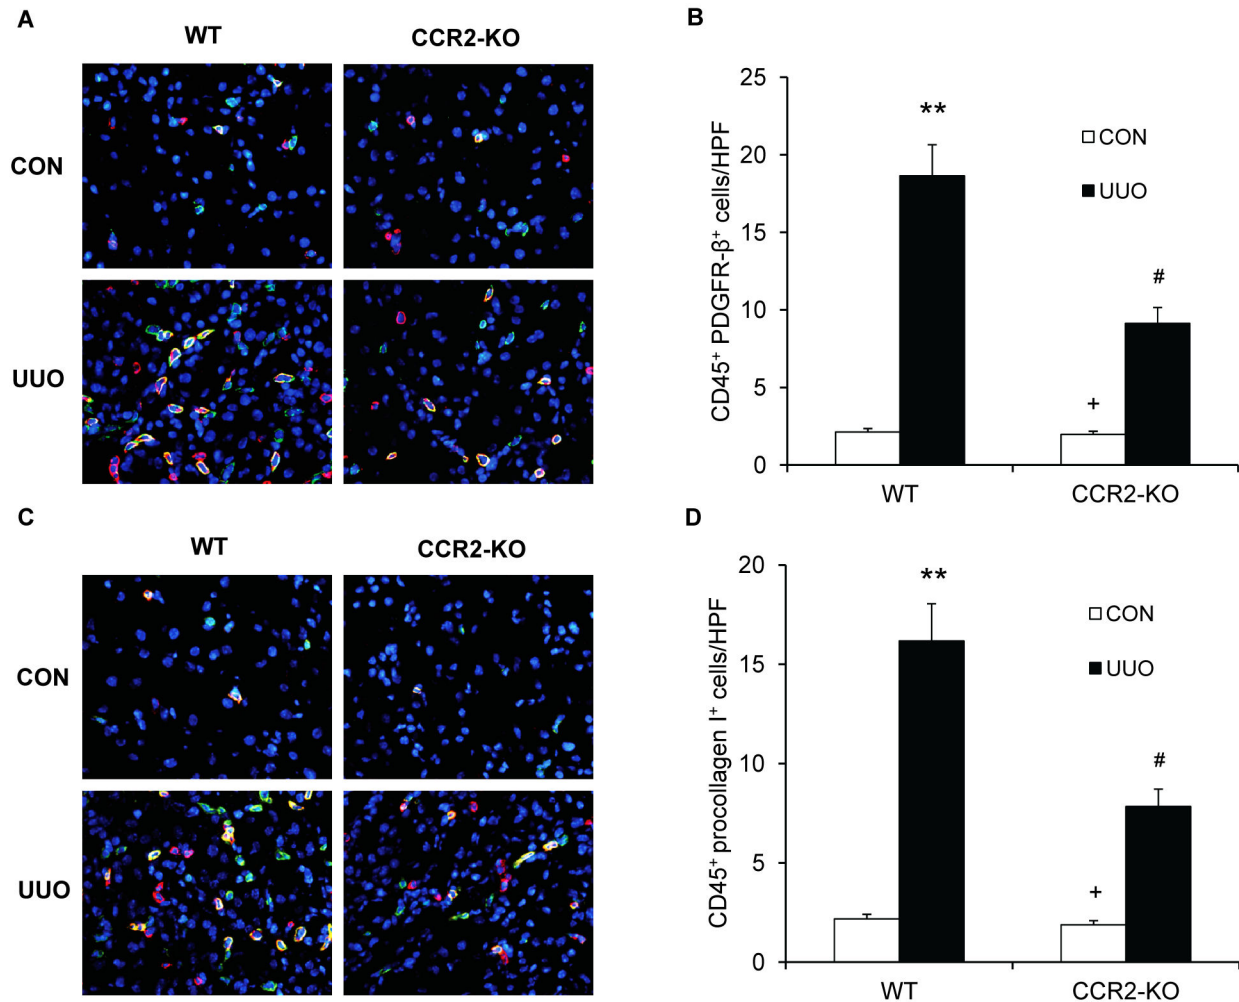 A
WT
CCR2-KO
CON
UUO
B
CD45⁺ PDGFR-β⁺ cells/HPF
25
20
15
10
5
0
**
#
+
CON
UUO
WT
CCR2-KO
C
WT
CCR2-KO
CON
UUO
D
CD45⁺ procollagen I⁺ cells/HPF
20
15
10
5
0
**
#
+
CON
UUO
WT
CCR2-KO